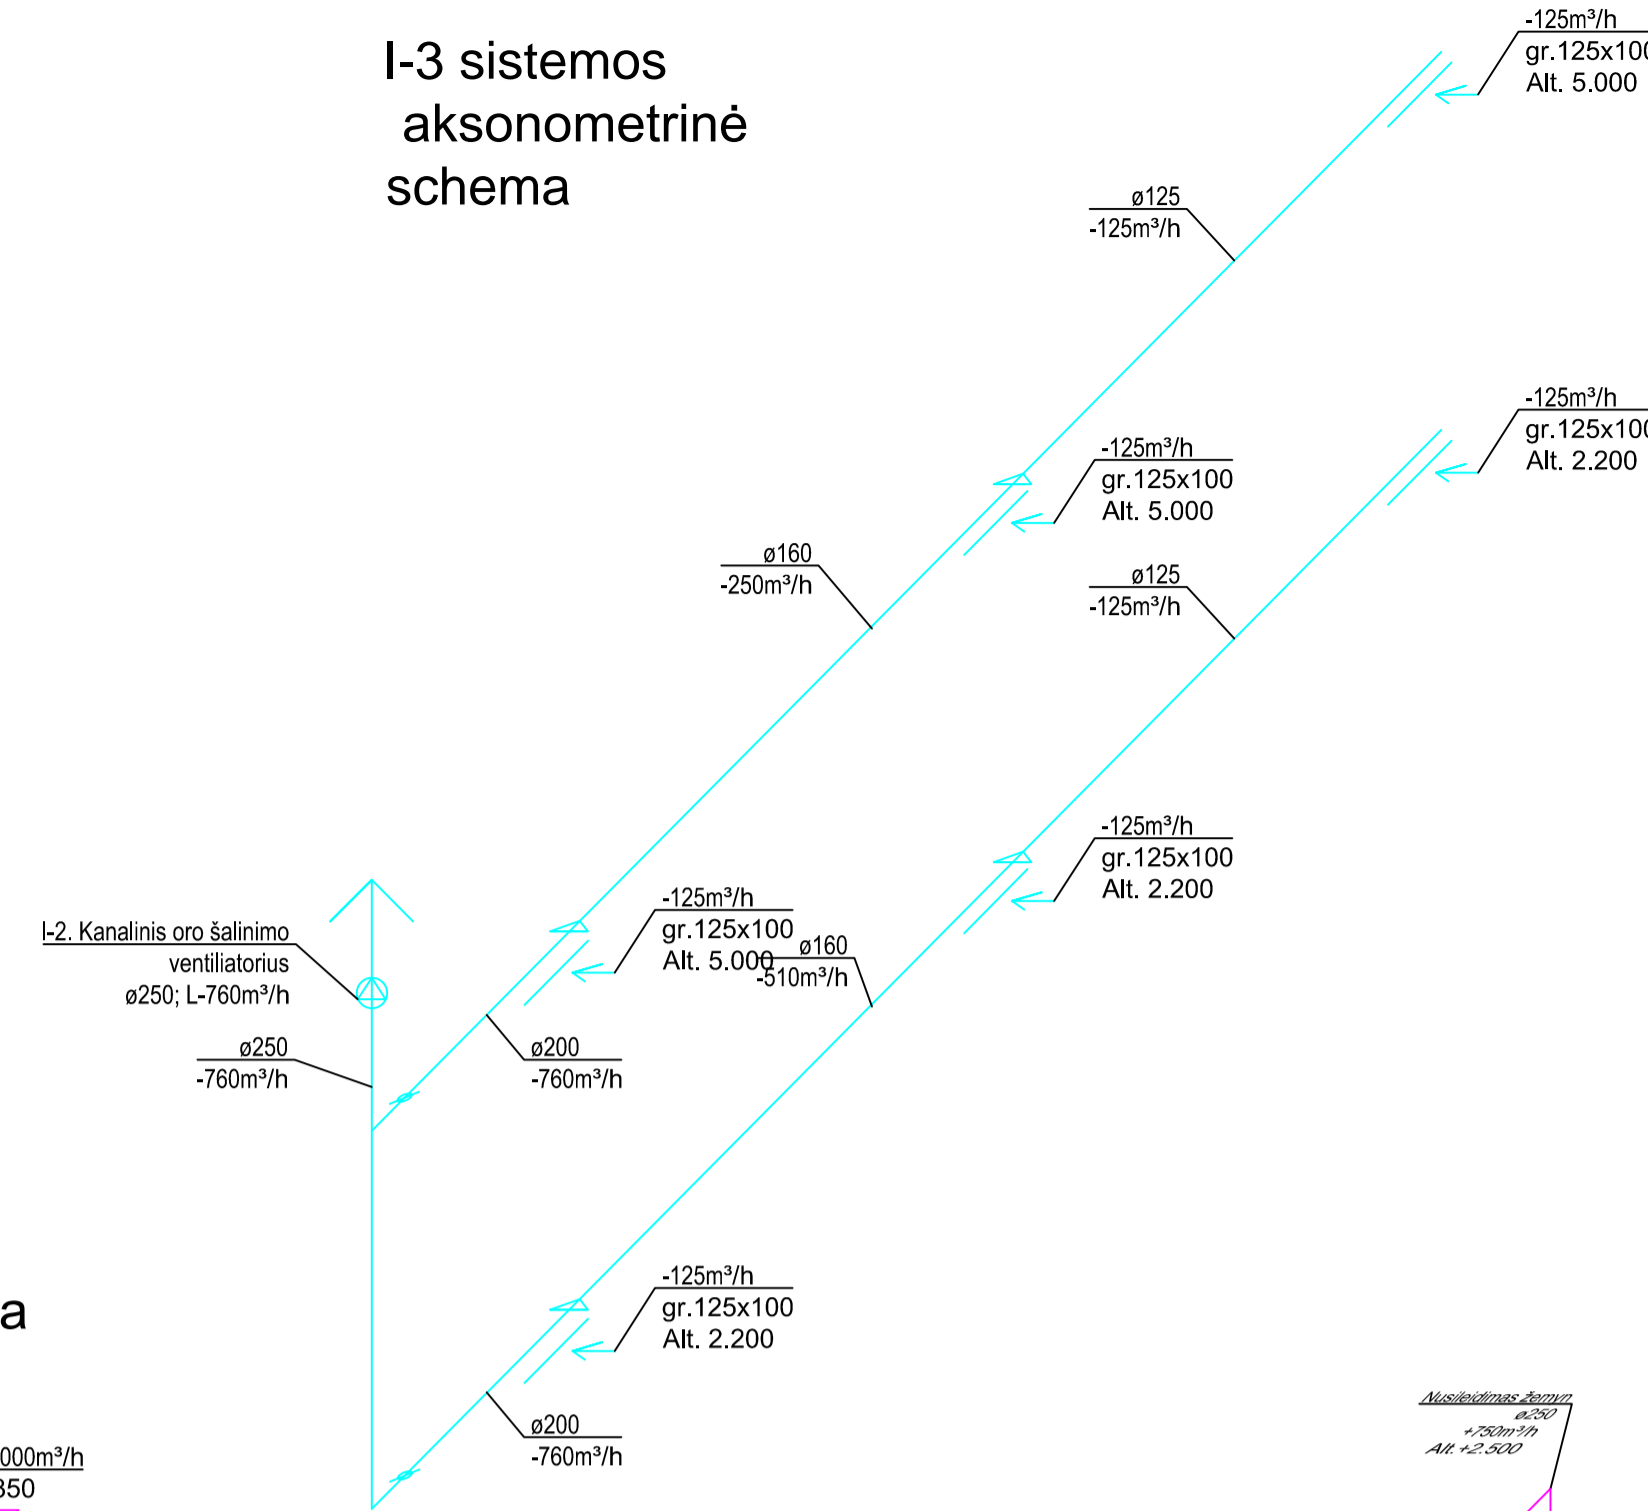 I-3 sistemos
aksonometrinė
schema
-125m³/h
gr.125x100
Alt. 5.000
ø125
-125m³/h
-125m³/h
gr.125x100
Alt. 2.200
-125m³/h
gr.125x100
Alt. 5.000
ø160
-250m³/h
ø125
-125m³/h
-125m³/h
gr.125x100
Alt. 2.200
-125m³/h
gr.125x100
Alt. 5.000
ø160
-510m³/h
I-2. Kanalinis oro šalinimo
ventiliatorius
ø250; L-760m³/h
ø250
-760m³/h
ø200
-760m³/h
-125m³/h
gr.125x100
Alt. 2.200
a
ø200
-760m³/h
000m³/h
350
Nusileidimas žemyn
ø250
+750m³/h
Alt. +2.500